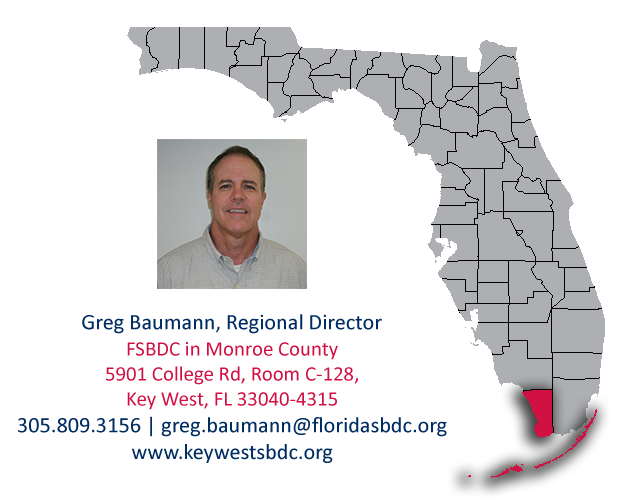 Greg Baumann, Regional Director
FSBDC in Monroe County
5901 College Rd, Room C-128,
Key West, FL 33040-4315
305.809.3156 | greg.baumann@floridasbdc.org
www.keywestsbdc.org